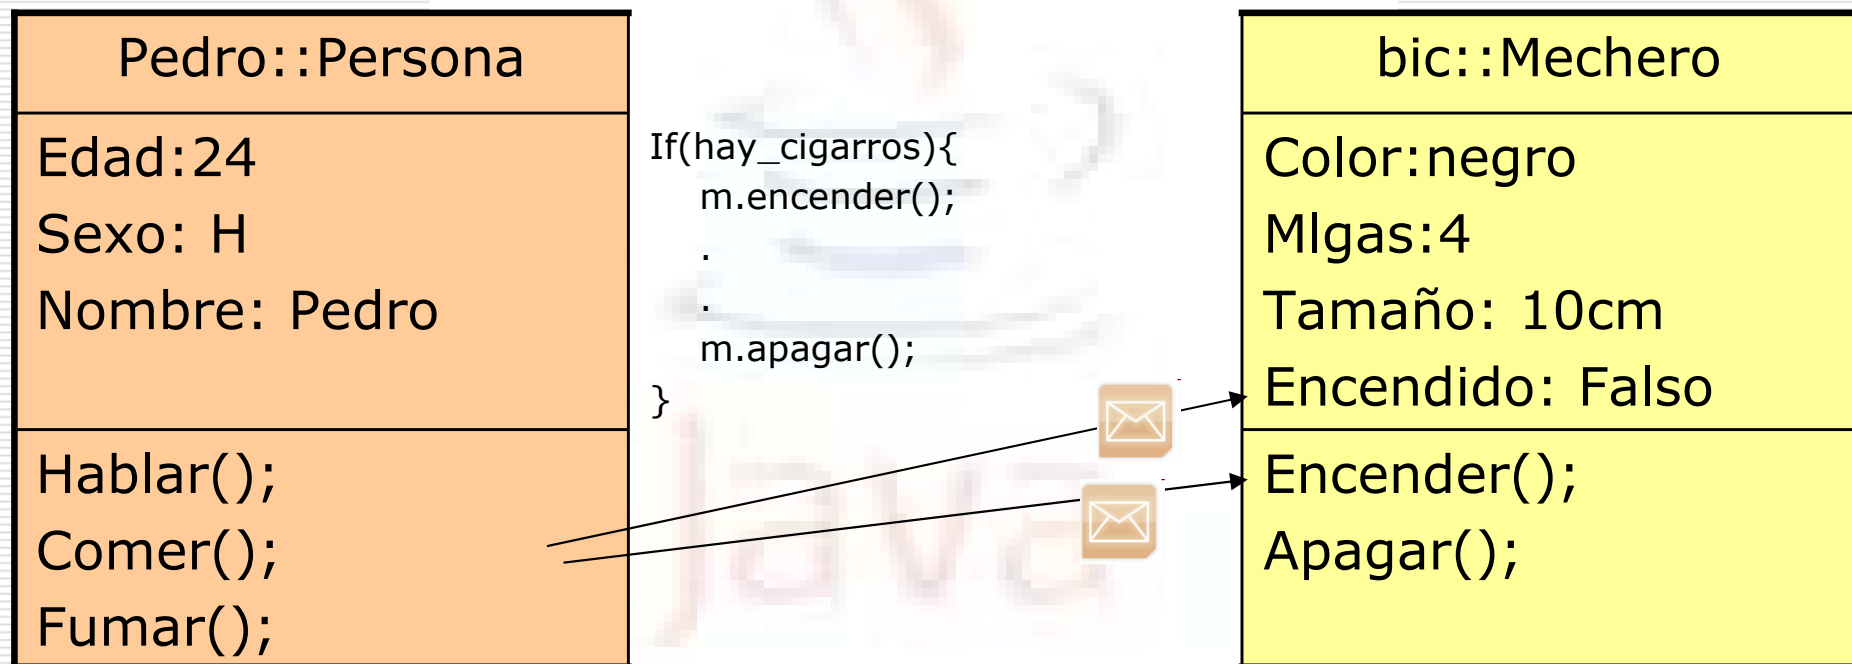 Pedro::Persona
Edad:24
Sexo: H
Nombre: Pedro
Hablar();
Comer();
Fumar();
If(hay_cigarros){
m.encender();
.
.
m.apagar();
}
bic::Mechero
Color:negro
Mlgas:4
Tamaño: 10cm
Encendido: Falso
Encender();
Apagar();
Java